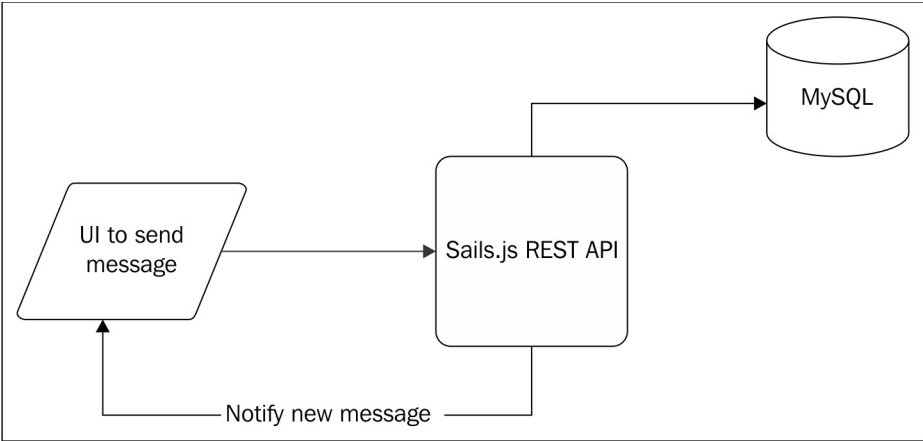 MySQL
UI to send
message
Sails.js REST API
Notify new message